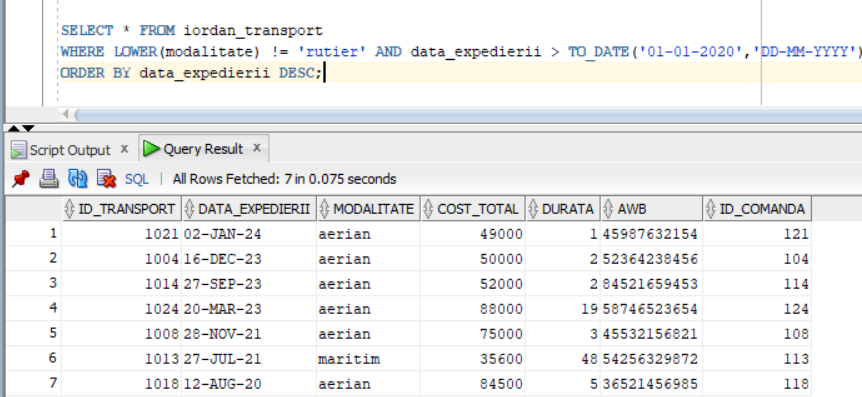 SELECT * FROM iordan_transport
WHERE LOWER(modalitate) != 'rutier' AND data_expedierii > TO_DATE('01-01-2020','DD-MM-YYYY')
ORDER BY data_expedierii DESC;
Script Output x Query Result x
SQL | All Rows Fetched: 7 in 0.075 seconds
ID_TRANSPORT DATA_EXPEDIERII MODALITATE COST_TOTAL DURATA AWB ID_COMANDA
1 1021 02-JAN-24 aerian 49000 1 45987632154 121
2 1004 16-DEC-23 aerian 50000 2 52364238456 104
3 1014 27-SEP-23 aerian 52000 2 84521659453 114
4 1024 20-MAR-23 aerian 88000 19 58746523654 124
5 1008 28-NOV-21 aerian 75000 3 45532156821 108
6 1013 27-JUL-21 maritim 35600 48 54256329872 113
7 1018 12-AUG-20 aerian 84500 5 36521456985 118